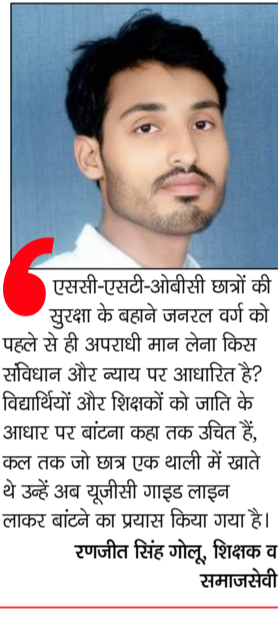 एससी-एसटी-ओबीसी छात्रों की
सुरक्षा के बहाने जनरल वर्ग को
पहले से ही अपराधी मान लेना किस
संविधान और न्याय पर आधारित है?
विद्यार्थियों और शिक्षकों को जाति के
आधार पर बांटना कहा तक उचित हैं,
कल तक जो छात्र एक थाली में खाते
थे उन्हें अब यूजीसी गाइड लाइन
लाकर बांटने का प्रयास किया गया है।
रणजीत सिंह गोलू, शिक्षक व
समाजसेवी